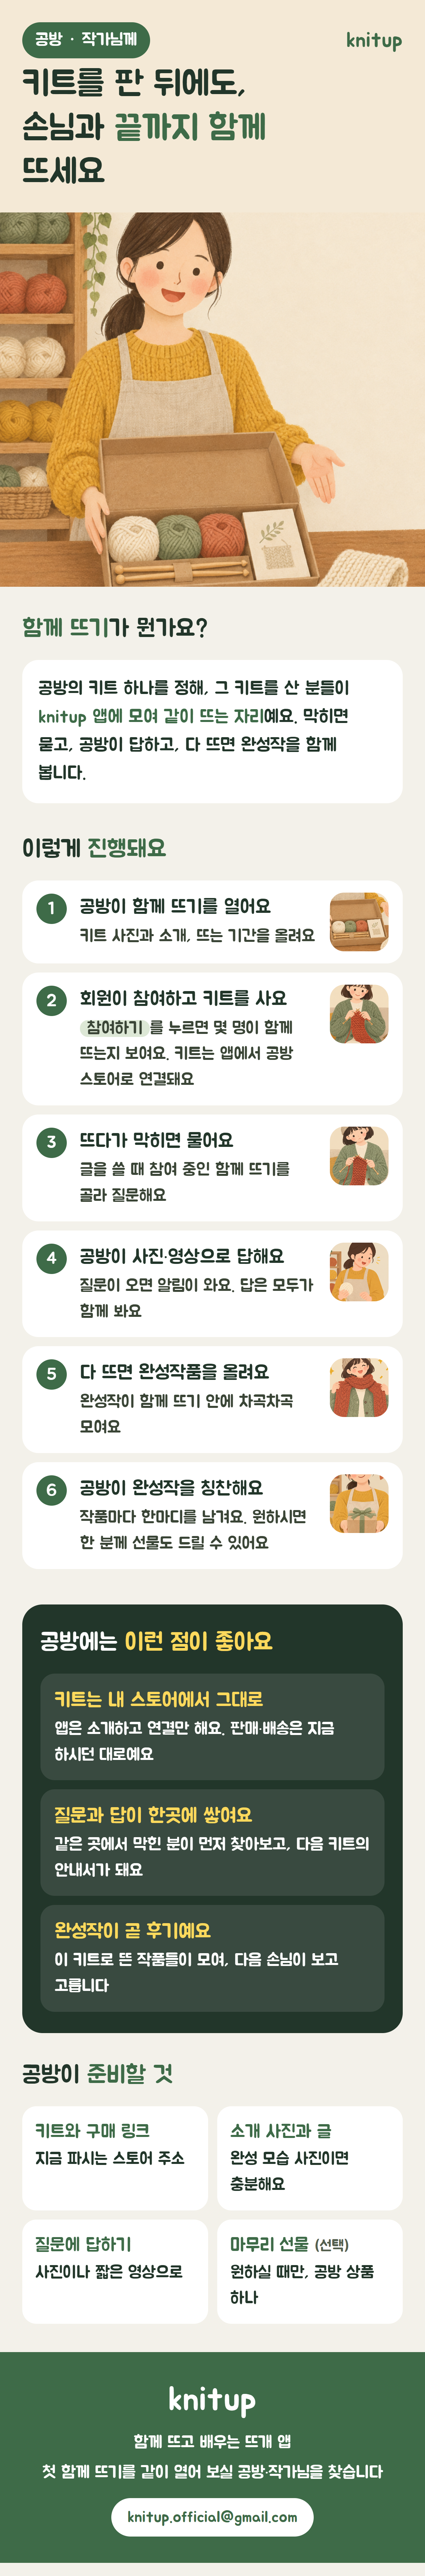 공방 · 작가님께
knitup
키트를 판 뒤에도,
손님과 끝까지 함께
뜨세요
함께 뜨기가 뭔가요?
공방의 키트 하나를 정해, 그 키트를 산 분들이
knitup 앱에 모여 같이 뜨는 자리예요. 막히면
묻고, 공방이 답하고, 다 뜨면 완성작을 함께
봅니다.
이렇게 진행돼요
1 공방이 함께 뜨기를 열어요
키트 사진과 소개, 뜨는 기간을 올려요
2 회원이 참여하고 키트를 사요
참여하기 를 누르면 몇 명이 함께
뜨는지 보여요. 키트는 앱에서 공방
스토어로 연결돼요
3 뜨다가 막히면 물어요
글을 쓸 때 참여 중인 함께 뜨기를
골라 질문해요
4 공방이 사진·영상으로 답해요
질문이 오면 알림이 와요. 답은 모두가
함께 봐요
5 다 뜨면 완성작품을 올려요
완성작이 함께 뜨기 안에 차곡차곡
모여요
6 공방이 완성작을 칭찬해요
작품마다 한마디를 남겨요. 원하시면
한 분께 선물도 드릴 수 있어요
공방에는 이런 점이 좋아요
키트는 내 스토어에서 그대로
앱은 소개하고 연결만 해요. 판매·배송은 지금
하시던 대로예요
질문과 답이 한곳에 쌓여요
같은 곳에서 막힌 분이 먼저 찾아보고, 다음 키트의
안내서가 돼요
완성작이 곧 후기예요
이 키트로 뜬 작품들이 모여, 다음 손님이 보고
고릅니다
공방이 준비할 것
키트와 구매 링크
지금 파시는 스토어 주소
소개 사진과 글
완성 모습 사진이면
충분해요
질문에 답하기
사진이나 짧은 영상으로
마무리 선물 (선택)
원하실 때만, 공방 상품
하나
knitup
함께 뜨고 배우는 뜨개 앱
첫 함께 뜨기를 같이 열어 보실 공방·작가님을 찾습니다
knitup.official@gmail.com